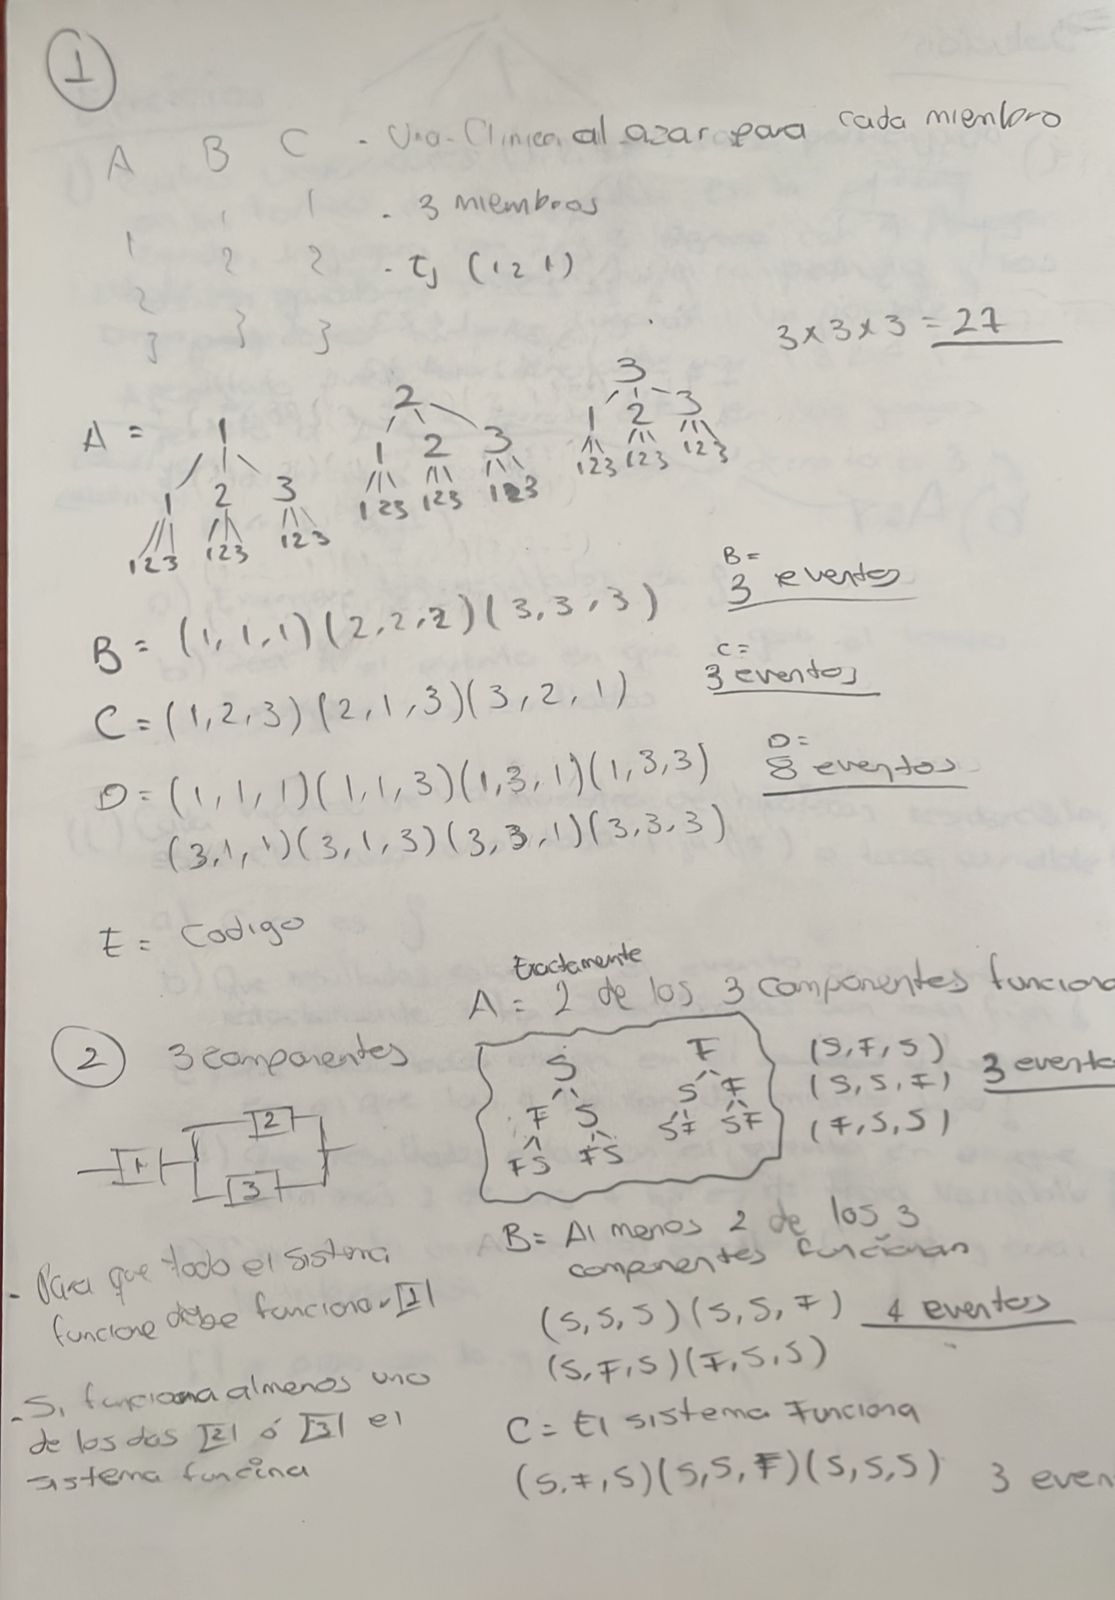 1
A B C - Una Clinica al azar para cada miembro
1 1 - 3 miembros
1 2 2 - Ej (1 2 1)
2
3 3 3
3 x 3 x 3 = 27
A = 1 2 3
1 2 3 1 2 3 1 2 3
123 123 123 123 123 123 123 123 123
B =
3 eventos
B = (1, 1, 1) (2, 2, 2) (3, 3, 3)
C =
3 eventos
C = (1, 2, 3) (2, 1, 3) (3, 2, 1)
D =
8 eventos
D = (1, 1, 1) (1, 1, 3) (1, 3, 1) (1, 3, 3)
(3, 1, 1) (3, 1, 3) (3, 3, 1) (3, 3, 3)
E = Codigo
Exactamente
A = 2 de los 3 componentes funciona
2 3 componentes
S F
F S S F
FS FS SF SF
(S, F, S)
(S, S, F) 3 evento
(F, S, S)
1 2 3
- Para que todo el sistema
funcione debe funcionar 1
- Si funciona almenos uno
de los dos 2 ó 3 el
sistema funcina
B = Al menos 2 de los 3
componentes funcionan
(S, S, S) (S, S, F) 4 eventos
(S, F, S) (F, S, S)
C = El sistema Funciona
(S, F, S) (S, S, F) (S, S, S) 3 even